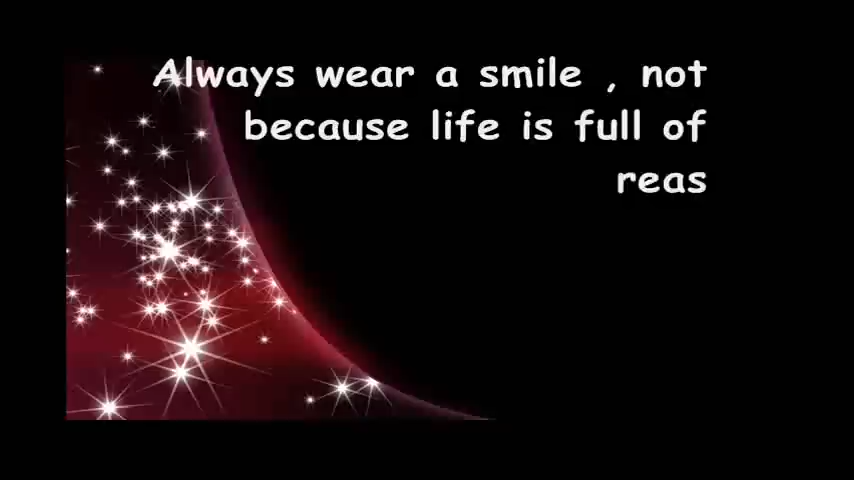 Always wear a smile , not
because life is full of
reas